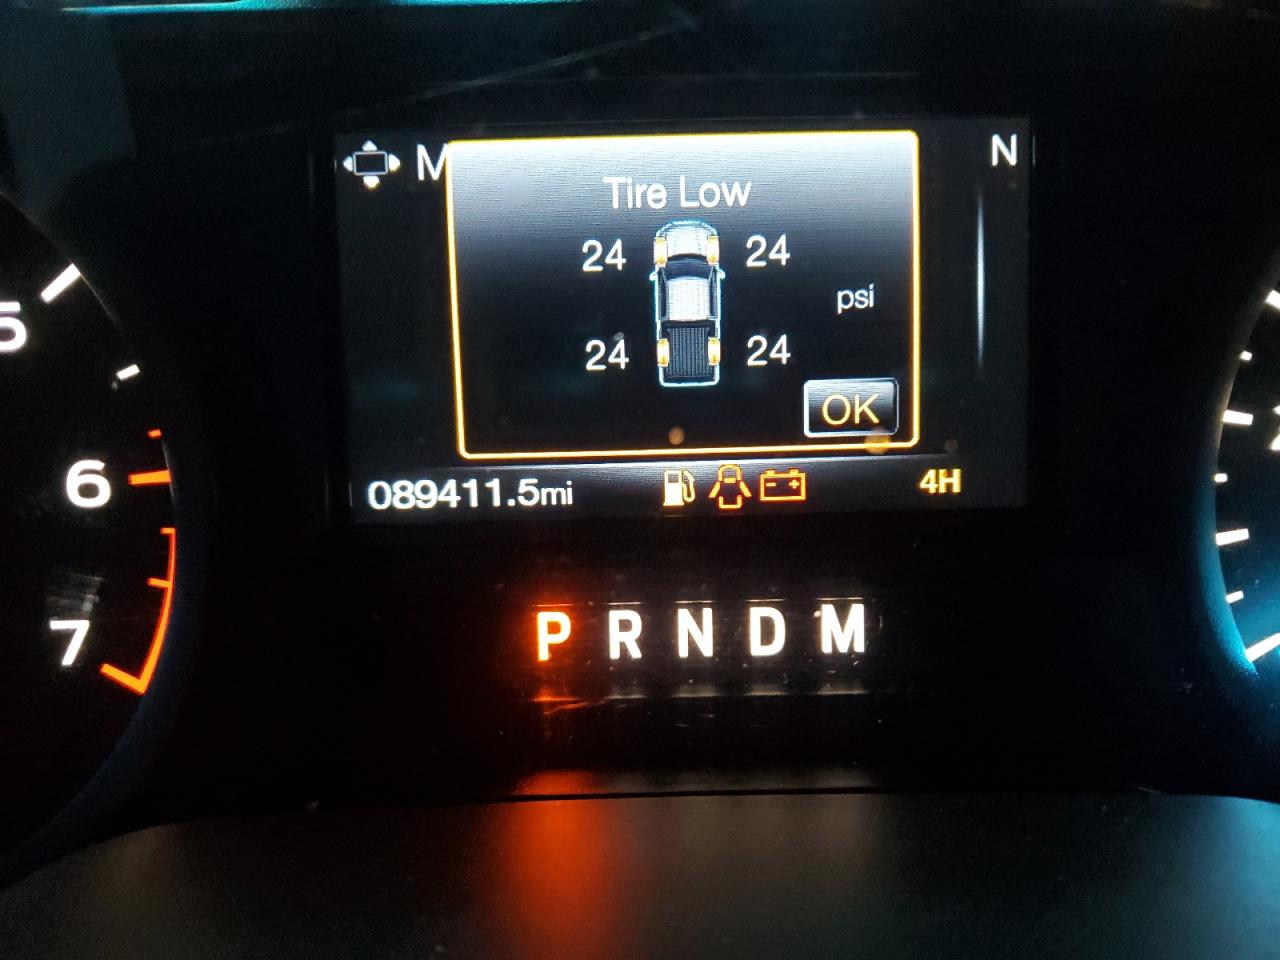 M
N
Tire Low
24 24
psi
24 24
OK
089411.5mi
4H
P R N D M
5
6
7